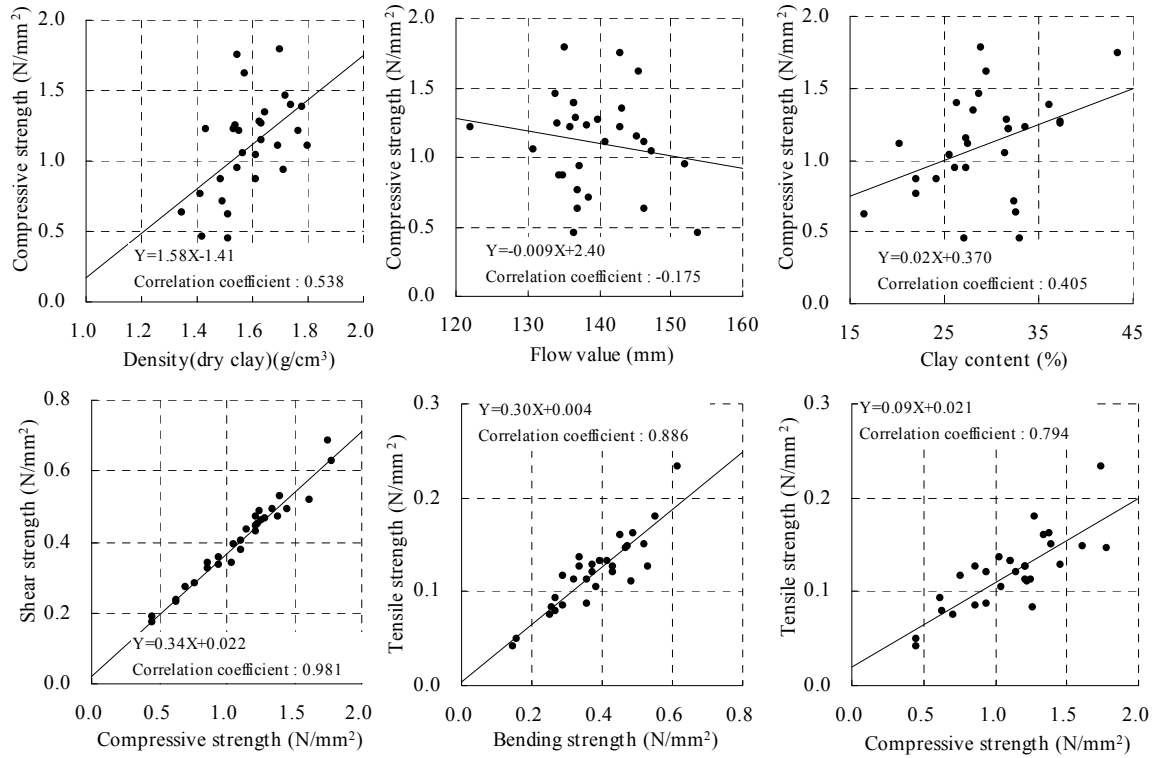 Compressive strength (N/mm²)
2.0
1.5
1.0
0.5
0.0
Y=1.58X-1.41
Correlation coefficient : 0.538
1.0 1.2 1.4 1.6 1.8 2.0
Density(dry clay)(g/cm³)
Compressive strength (N/mm²)
2.0
1.5
1.0
0.5
0.0
Y=-0.009X+2.40
Correlation coefficient : -0.175
120 130 140 150 160
Flow value (mm)
Compressive strength (N/mm²)
2.0
1.5
1.0
0.5
0.0
Y=0.02X+0.370
Correlation coefficient : 0.405
15 25 35 45
Clay content (%)
Shear strength (N/mm²)
0.8
0.6
0.4
0.2
0.0
Y=0.34X+0.022
Correlation coefficient : 0.981
0.0 0.5 1.0 1.5 2.0
Compressive strength (N/mm²)
Tensile strength (N/mm²)
0.3
0.2
0.1
0.0
Y=0.30X+0.004
Correlation coefficient : 0.886
0.0 0.2 0.4 0.6 0.8
Bending strength (N/mm²)
Tensile strength (N/mm²)
0.3
0.2
0.1
0.0
Y=0.09X+0.021
Correlation coefficient : 0.794
0.0 0.5 1.0 1.5 2.0
Compressive strength (N/mm²)